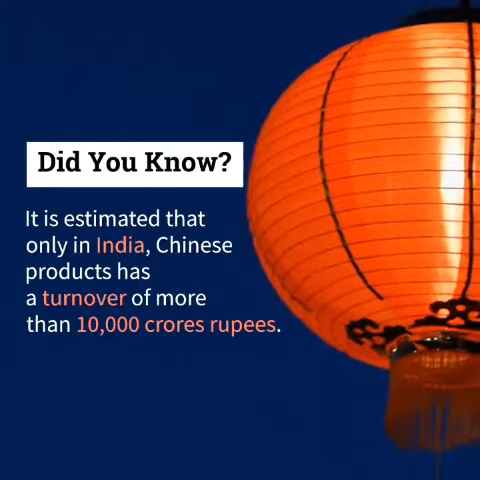 Did You Know?
It is estimated that
only in India, Chinese
products has
a turnover of more
than 10,000 crores rupees.